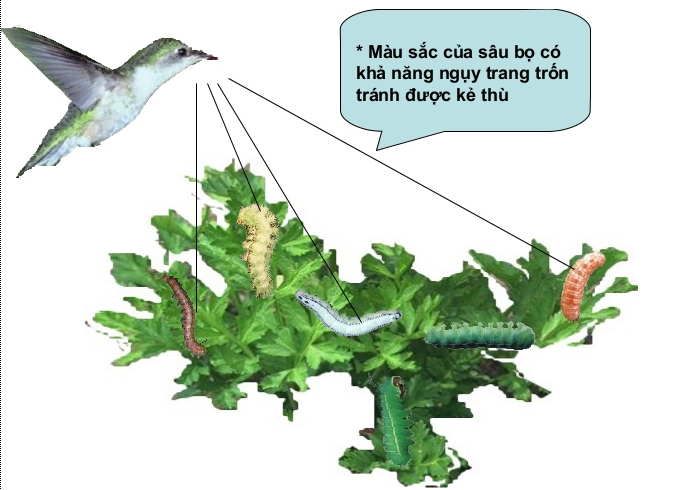 * Màu sắc của sâu bọ có
khả năng ngụy trang trốn
tránh được kẻ thù